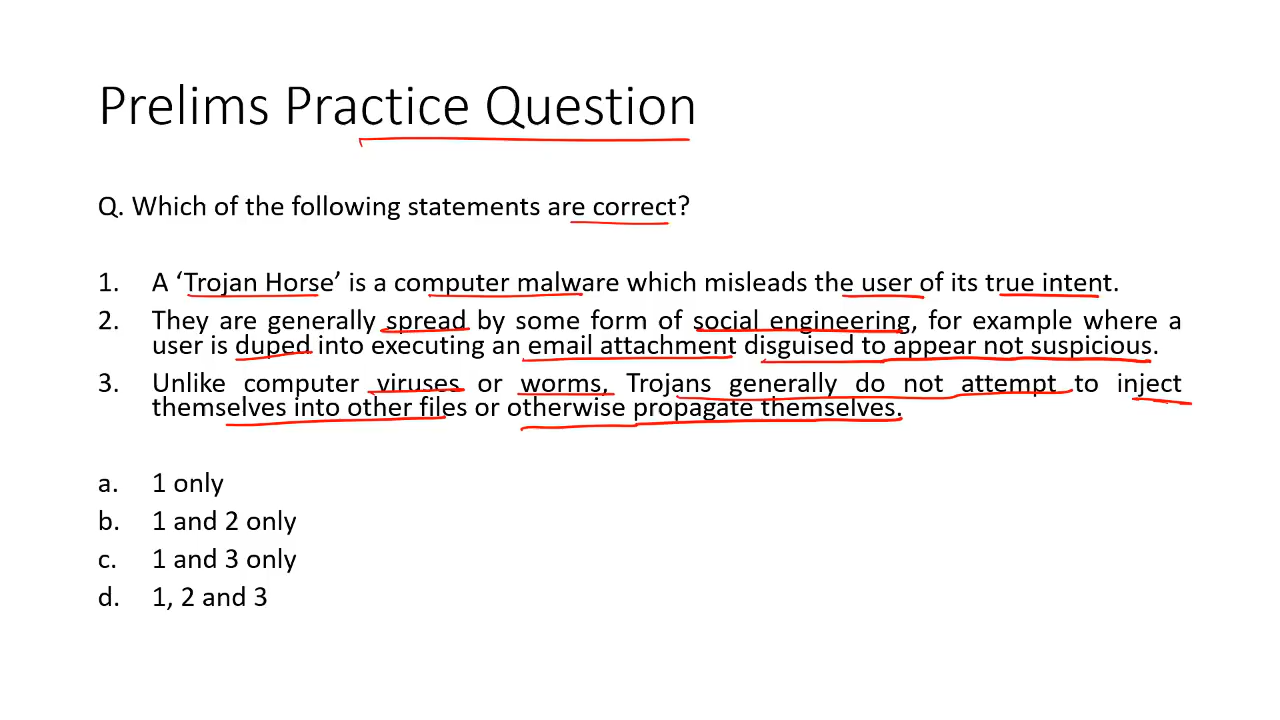 Prelims Practice Question
Q. Which of the following statements are correct?
1. A ‘Trojan Horse’ is a computer malware which misleads the user of its true intent.
2. They are generally spread by some form of social engineering, for example where a
user is duped into executing an email attachment disguised to appear not suspicious.
3. Unlike computer viruses or worms, Trojans generally do not attempt to inject
themselves into other files or otherwise propagate themselves.
a. 1 only
b. 1 and 2 only
c. 1 and 3 only
d. 1, 2 and 3